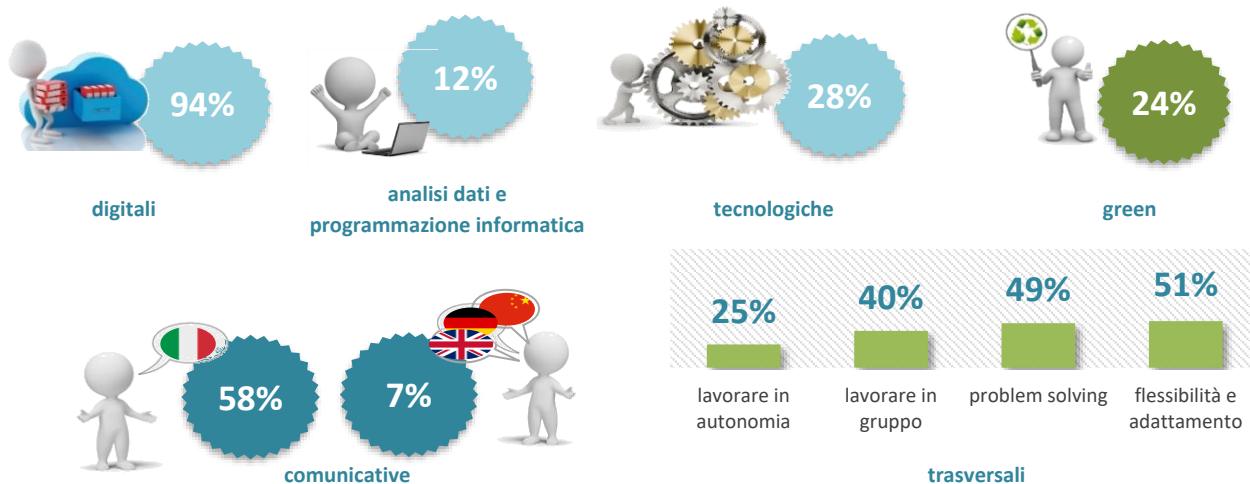 94%
12%
28%
24%
digitali
analisi dati e
programmazione informatica
tecnologiche
green
58%
7%
comunicative
25%
40%
49%
51%
lavorare in
autonomia
lavorare in
gruppo
problem solving
flessibilità e
adattamento
trasversali